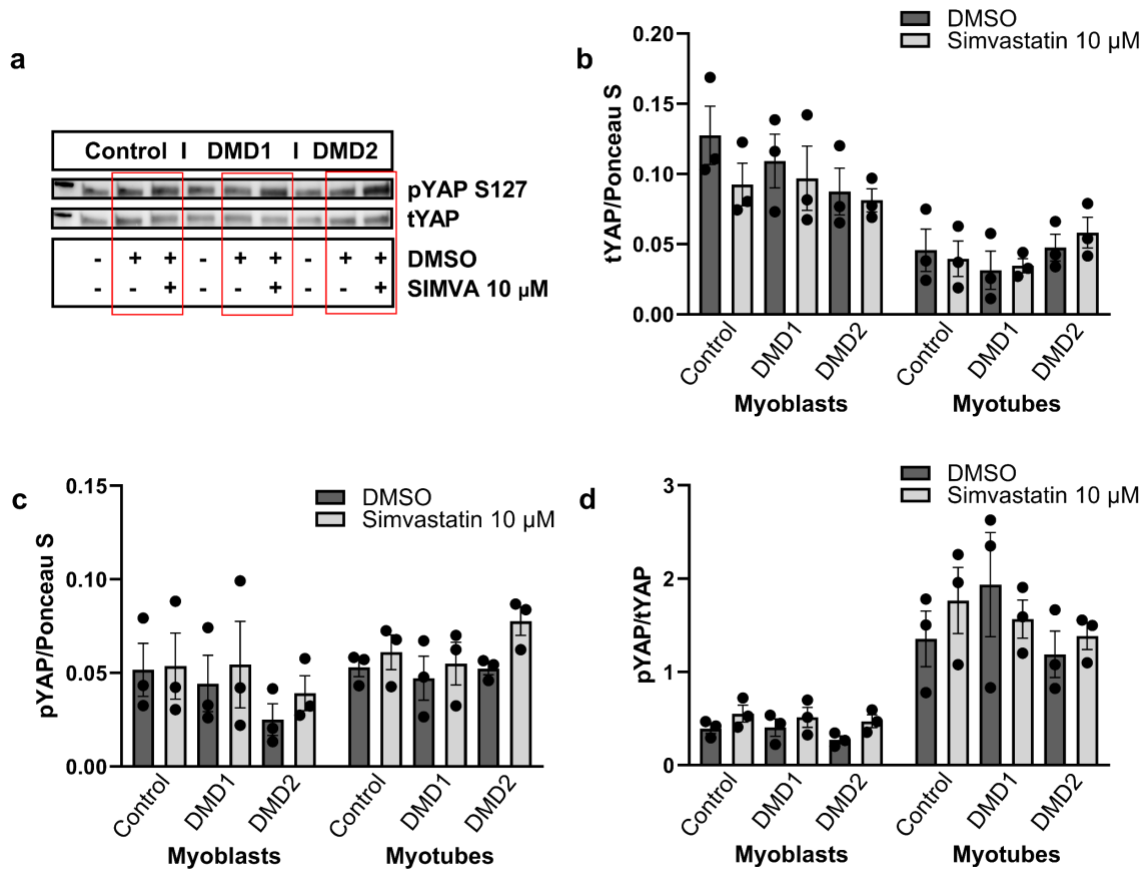 a
Control I DMD1 I DMD2
pYAP S127
tYAP
- + + - + + - + + DMSO
- - + - - + - - + SIMVA 10 µM
b
DMSO
Simvastatin 10 µM
tYAP/Ponceau S
0.20
0.15
0.10
0.05
0.00
Control DMD1 DMD2 Control DMD1 DMD2
Myoblasts Myotubes
c
DMSO
Simvastatin 10 µM
pYAP/Ponceau S
0.15
0.10
0.05
0.00
Control DMD1 DMD2 Control DMD1 DMD2
Myoblasts Myotubes
d
DMSO
Simvastatin 10 µM
pYAP/tYAP
3
2
1
0
Control DMD1 DMD2 Control DMD1 DMD2
Myoblasts Myotubes